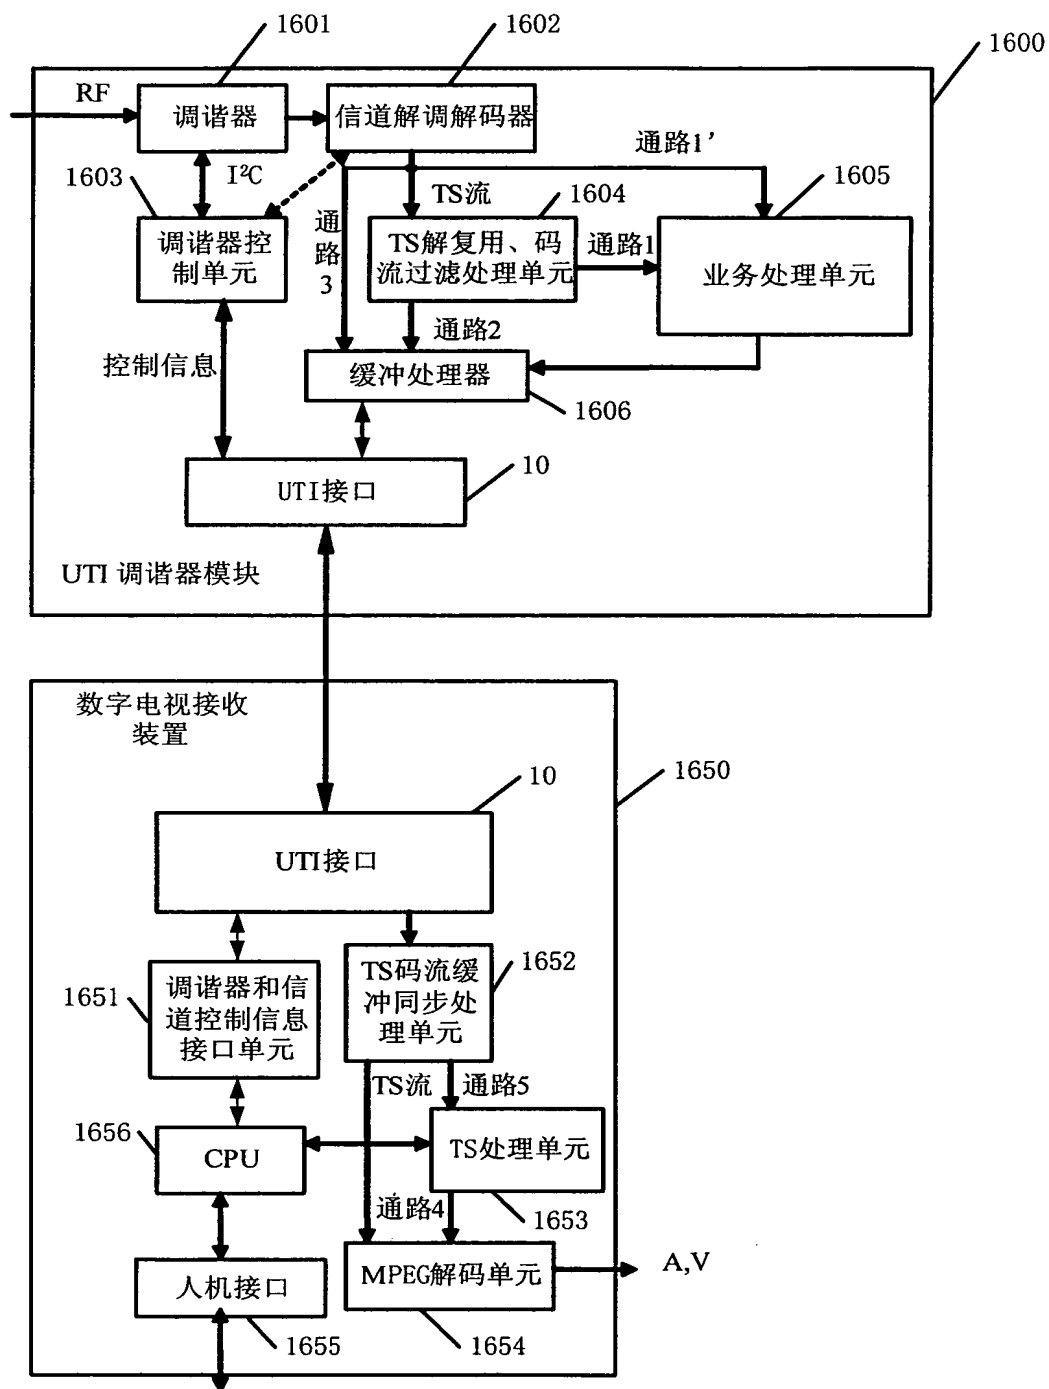 1601
1602
1600
RF
调谐器
信道解调解码器
通路1’
1603
I²C
TS流
1604
1605
调谐器控
制单元
通
路
3
TS解复用、码
流过滤处理单元
通路1
业务处理单元
通路2
控制信息
缓冲处理器
1606
10
UTI接口
UTI 调谐器模块
数字电视接收
装置
1650
10
UTI接口
1652
TS码流缓
冲同步处
理单元
1651
调谐器和信
道控制信息
接口单元
TS流
通路5
1656
CPU
TS处理单元
通路4
1653
人机接口
MPEG解码单元
A,V
1655
1654